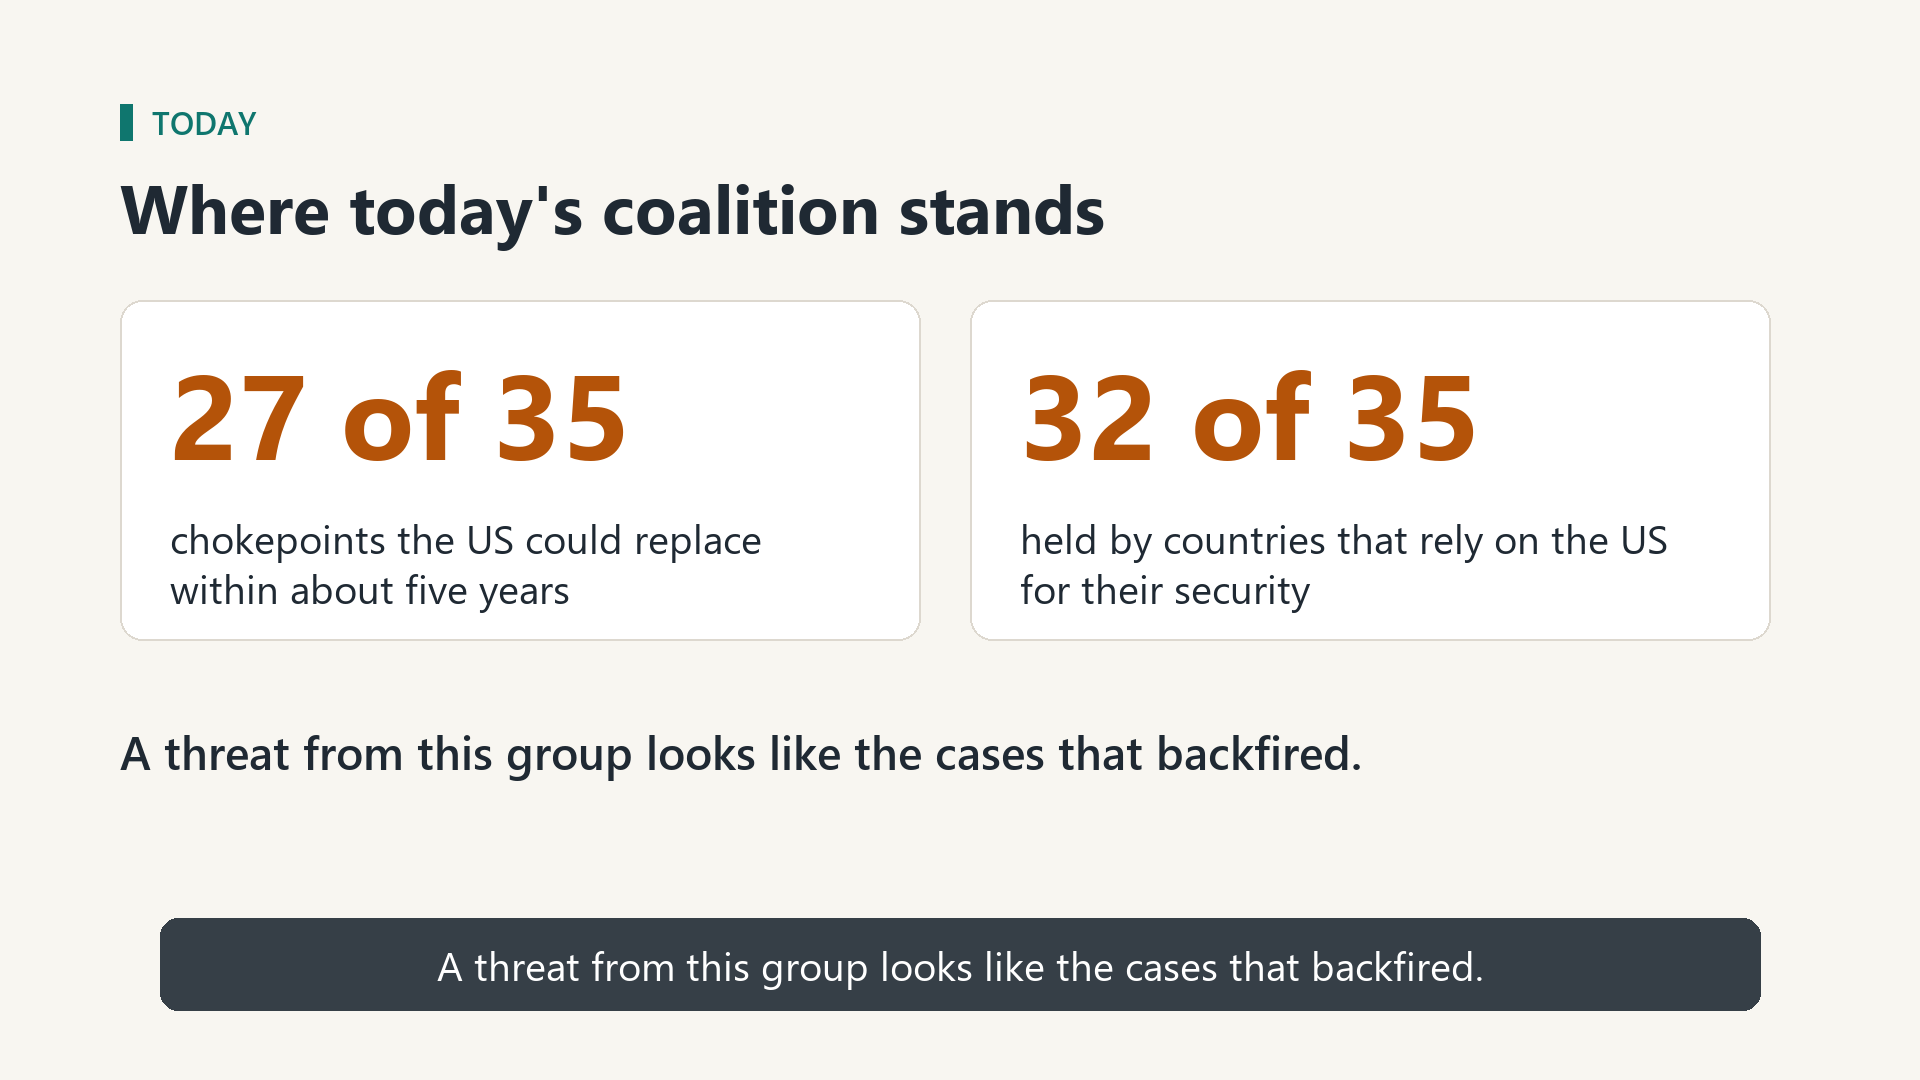 TODAY
Where today's coalition stands
27 of 35
chokepoints the US could replace
within about five years
32 of 35
held by countries that rely on the US
for their security
A threat from this group looks like the cases that backfired.
A threat from this group looks like the cases that backfired.